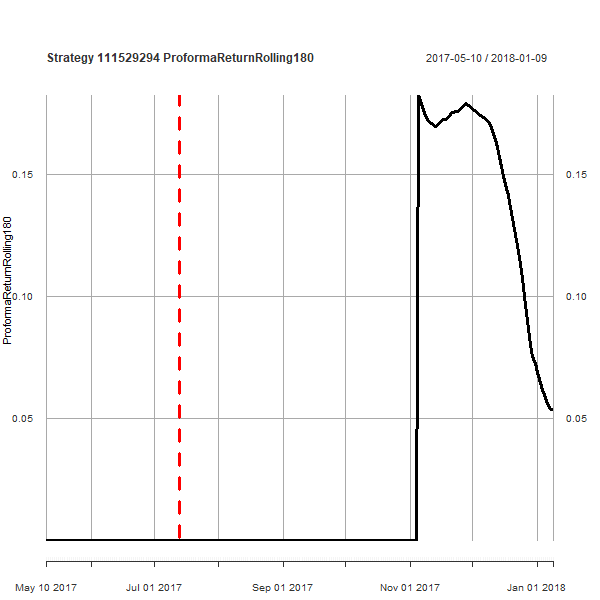 Strategy 111529294 ProformaReturnRolling180
2017-05-10 / 2018-01-09
ProformaReturnRolling180
0.15
0.10
0.05
0.15
0.10
0.05
May 10 2017
Jul 01 2017
Sep 01 2017
Nov 01 2017
Jan 01 2018